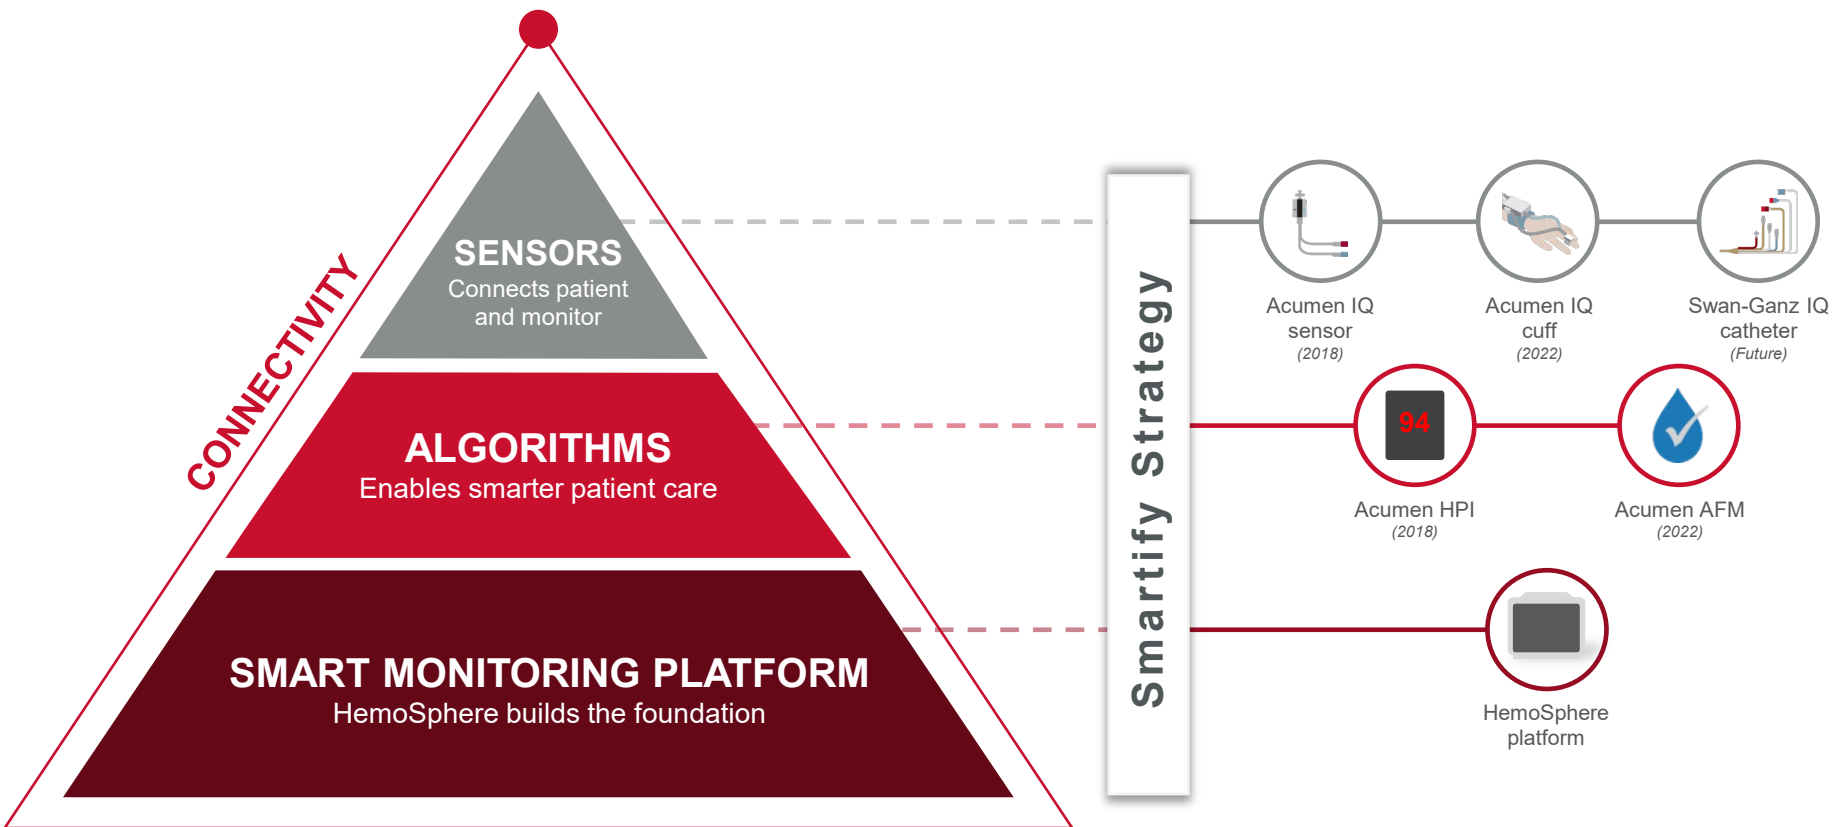 CONNECTIVITY
SENSORS
Connects patient
and monitor
ALGORITHMS
Enables smarter patient care
SMART MONITORING PLATFORM
HemoSphere builds the foundation
Smartify Strategy
Acumen IQ
sensor
(2018)
Acumen IQ
cuff
(2022)
Swan-Ganz IQ
catheter
(Future)
94
Acumen HPI
(2018)
Acumen AFM
(2022)
HemoSphere
platform